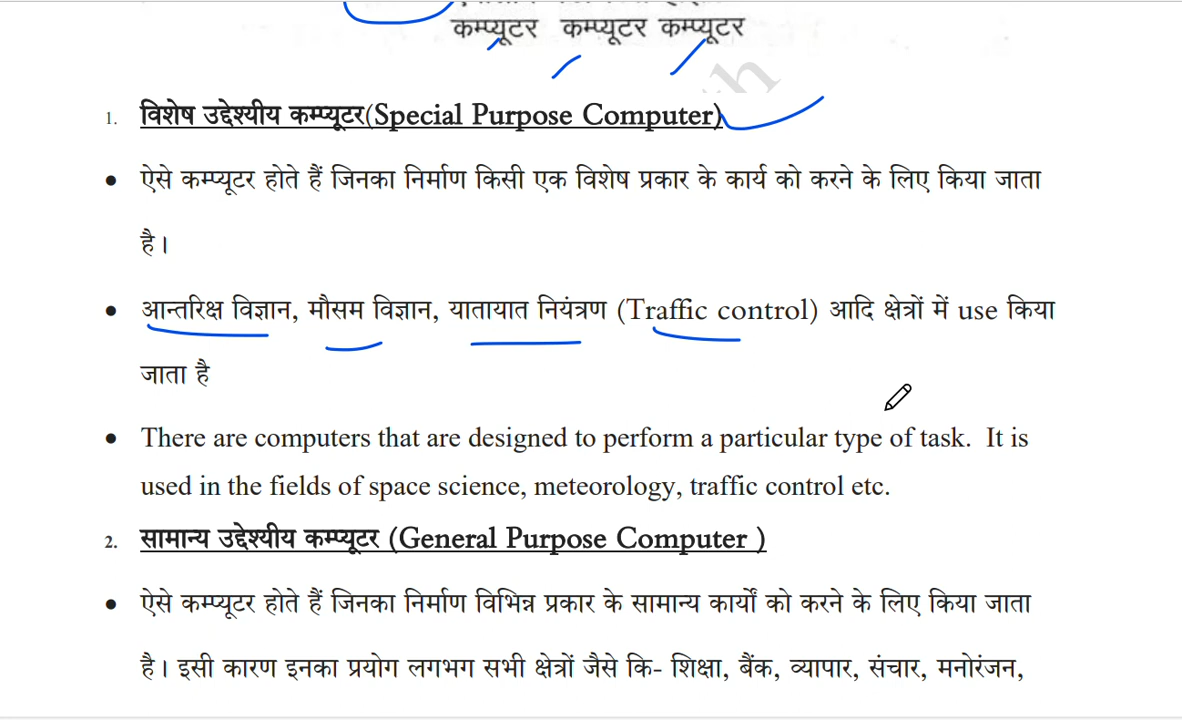 कम्प्यूटर कम्प्यूटर कम्प्यूटर
1. विशेष उद्देश्यीय कम्प्यूटर(Special Purpose Computer)
• ऐसे कम्प्यूटर होते हैं जिनका निर्माण किसी एक विशेष प्रकार के कार्य को करने के लिए किया जाता
है।
• आन्तरिक्ष विज्ञान, मौसम विज्ञान, यातायात नियंत्रण (Traffic control) आदि क्षेत्रों में use किया
जाता है
• There are computers that are designed to perform a particular type of task. It is
used in the fields of space science, meteorology, traffic control etc.
2. सामान्य उद्देश्यीय कम्प्यूटर (General Purpose Computer )
• ऐसे कम्प्यूटर होते हैं जिनका निर्माण विभिन्न प्रकार के सामान्य कार्यों को करने के लिए किया जाता
है। इसी कारण इनका प्रयोग लगभग सभी क्षेत्रों जैसे कि- शिक्षा, बैंक, व्यापार, संचार, मनोरंजन,